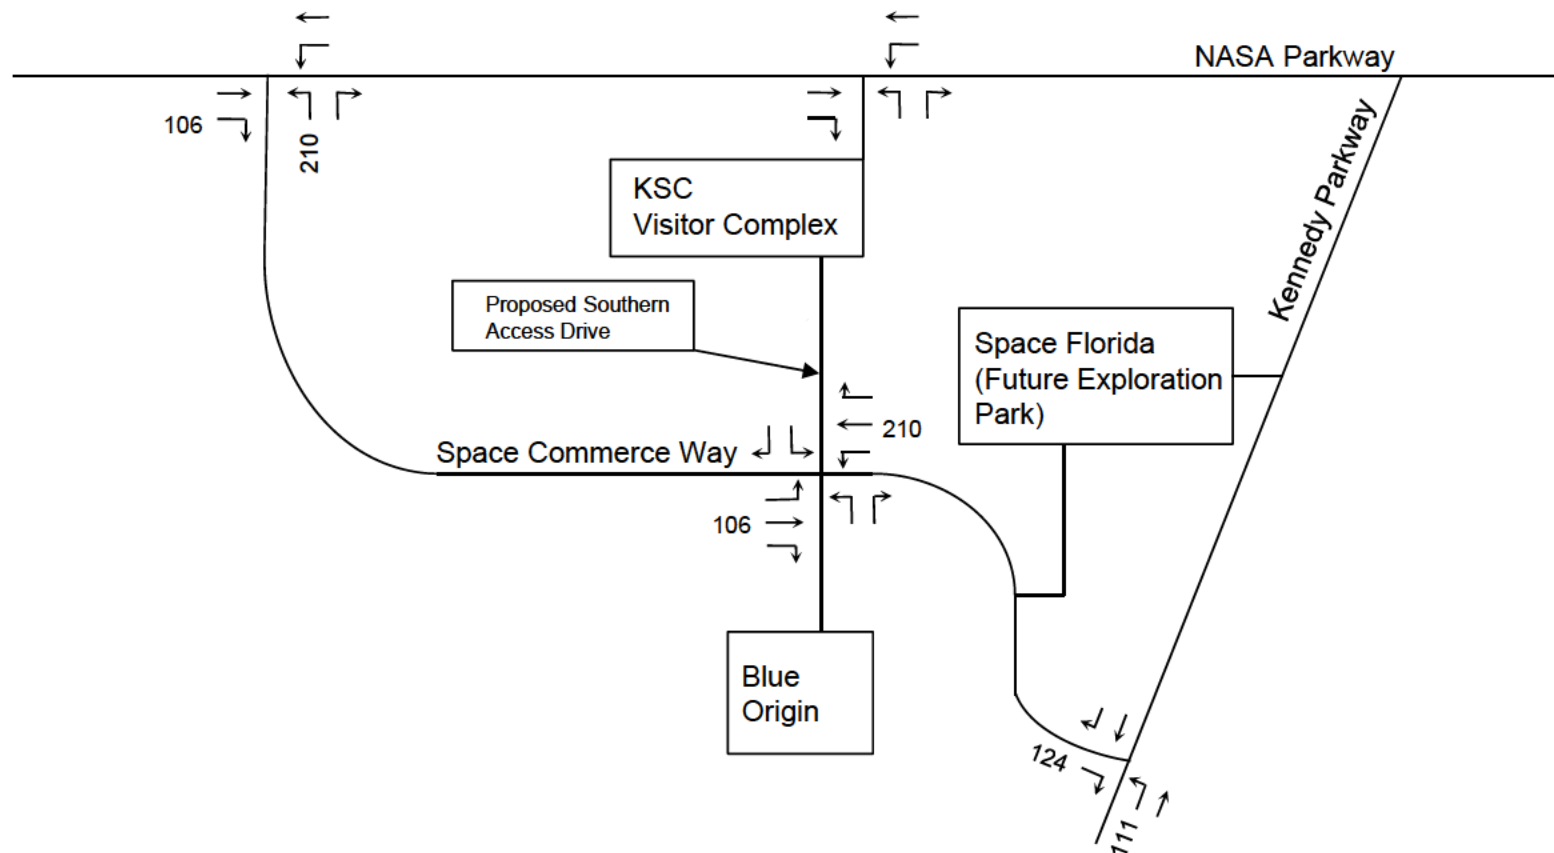 NASA Parkway
106
210
KSC
Visitor Complex
Kennedy Parkway
Proposed Southern
Access Drive
Space Florida
(Future Exploration
Park)
210
Space Commerce Way
106
Blue
Origin
124
111